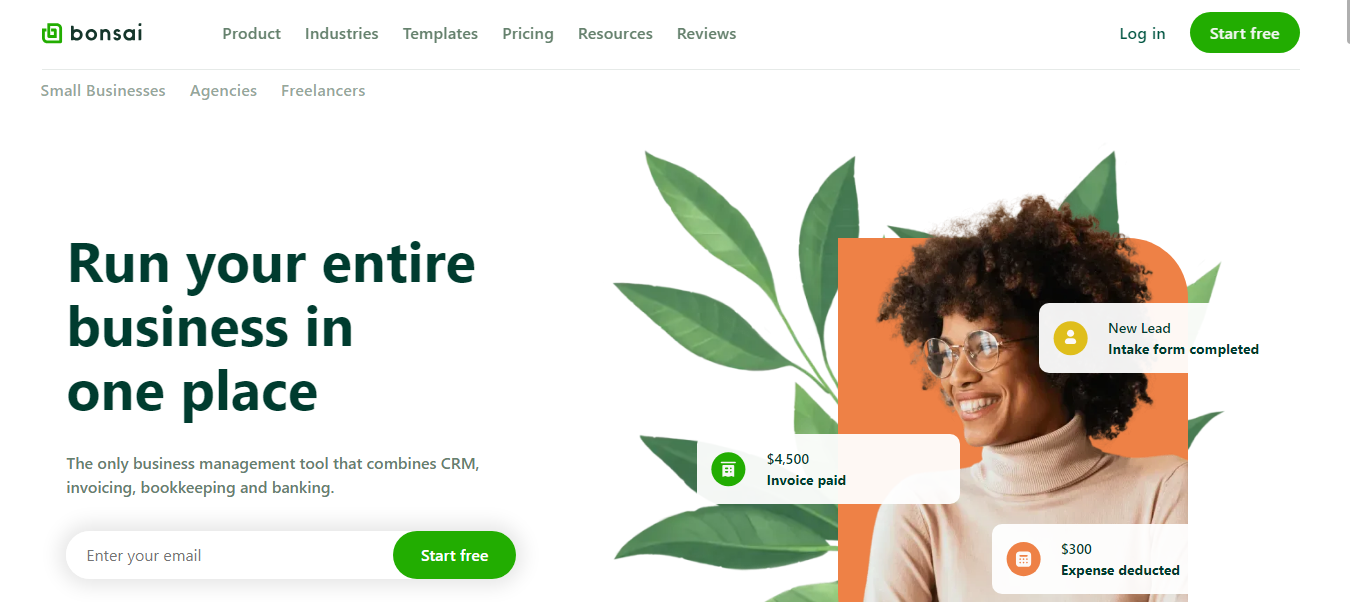 bonsai
Product Industries Templates Pricing Resources Reviews
Log in
Start free
Small Businesses Agencies Freelancers
Run your entire
business in
one place
The only business management tool that combines CRM,
invoicing, bookkeeping and banking.
Enter your email
Start free
New Lead
Intake form completed
$4,500
Invoice paid
$300
Expense deducted